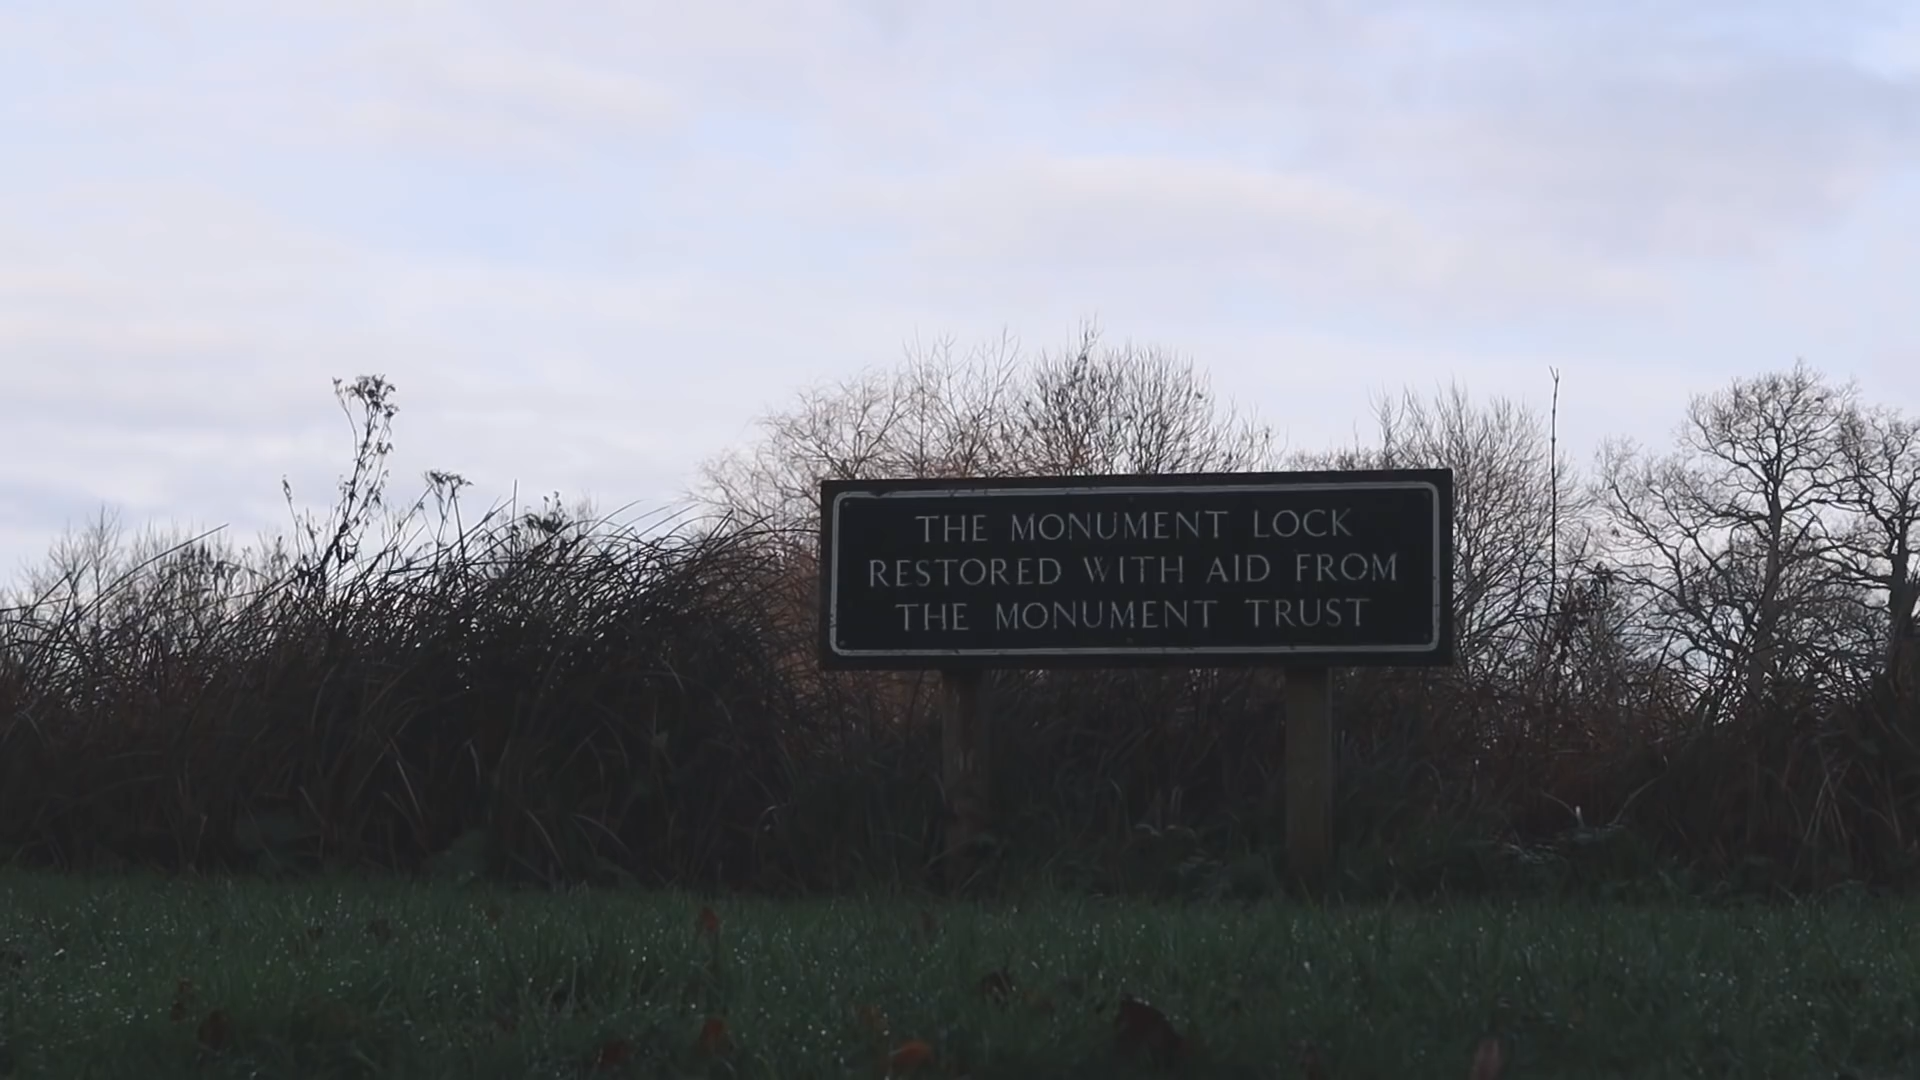 THE MONUMENT LOCK
RESTORED WITH AID FROM
THE MONUMENT TRUST